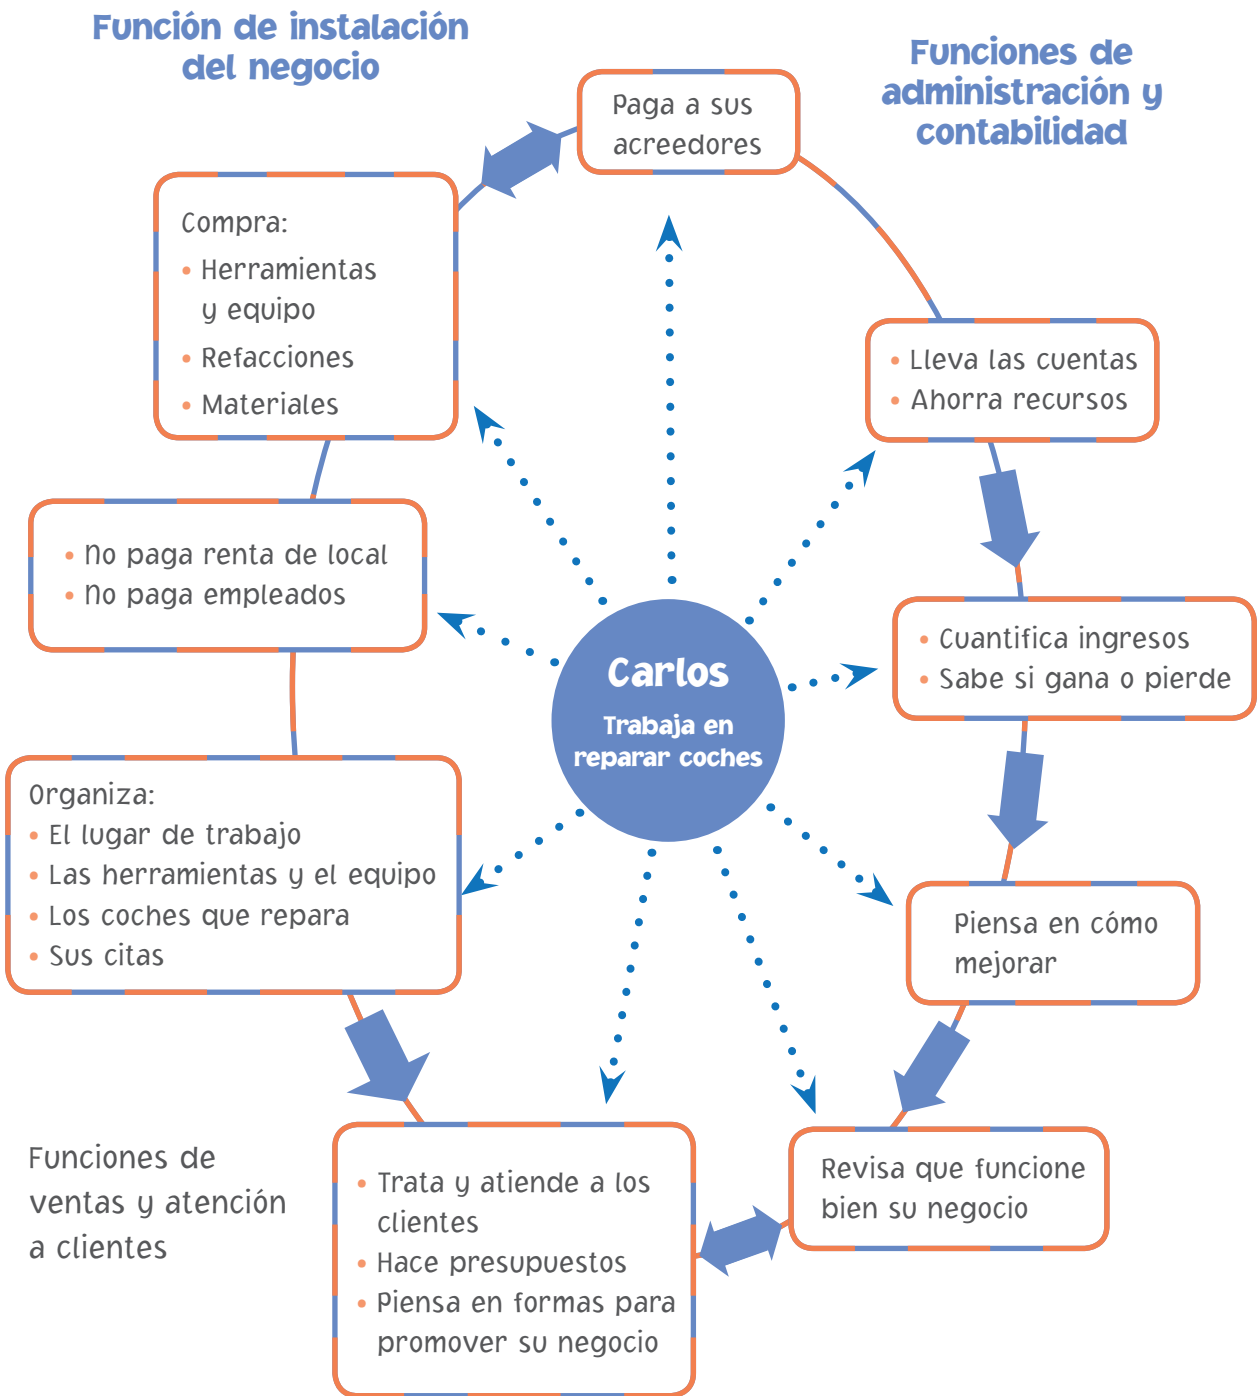 Función de instalación
del negocio
Funciones de
administración y
contabilidad
Paga a sus
acreedores
Compra:
• Herramientas
y equipo
• Refacciones
• Materiales
• Lleva las cuentas
• Ahorra recursos
• No paga renta de local
• No paga empleados
• Cuantifica ingresos
• Sabe si gana o pierde
Carlos
Trabaja en
reparar coches
Organiza:
• El lugar de trabajo
• Las herramientas y el equipo
• Los coches que repara
• Sus citas
Piensa en cómo
mejorar
Funciones de
ventas y atención
a clientes
• Trata y atiende a los
clientes
• Hace presupuestos
• Piensa en formas para
promover su negocio
Revisa que funcione
bien su negocio